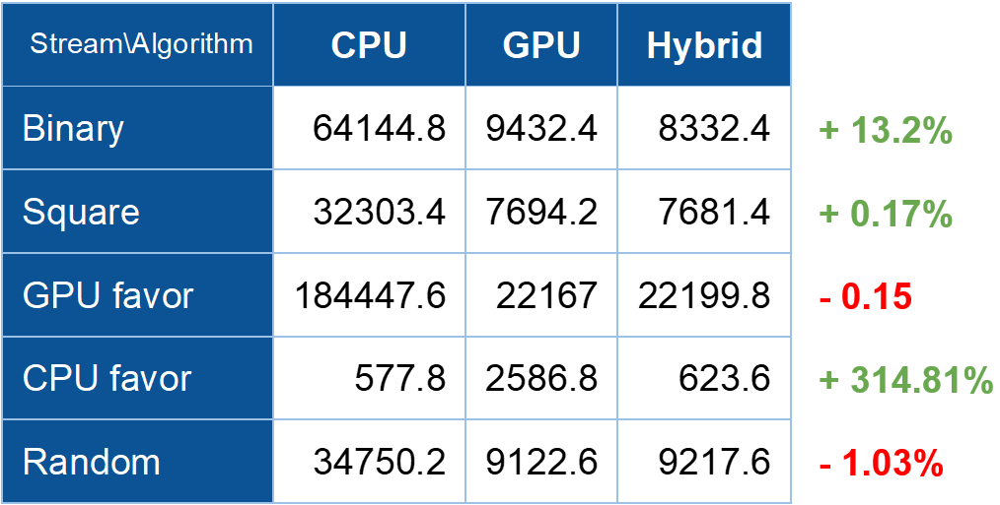 Stream\Algorithm CPU GPU Hybrid
Binary 64144.8 9432.4 8332.4 + 13.2%
Square 32303.4 7694.2 7681.4 + 0.17%
GPU favor 184447.6 22167 22199.8 - 0.15
CPU favor 577.8 2586.8 623.6 + 314.81%
Random 34750.2 9122.6 9217.6 - 1.03%